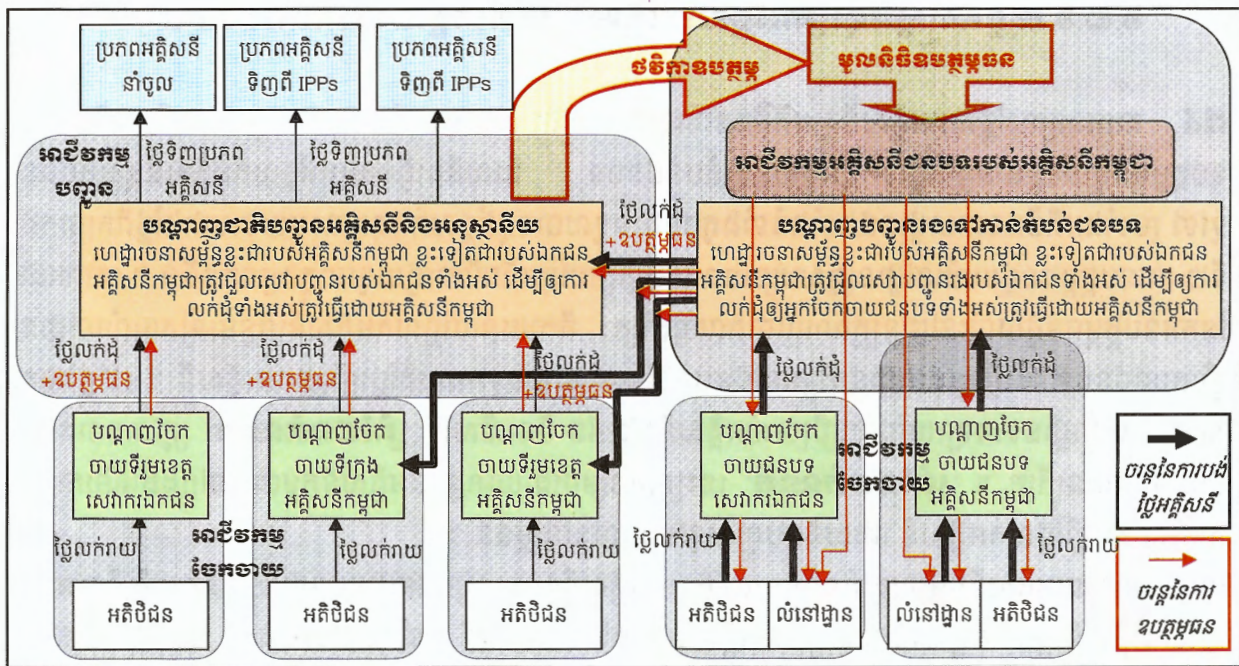 ប្រភពអគ្គិសនី
នាំចូល
ប្រភពអគ្គិសនី
ទិញពី IPPs
ប្រភពអគ្គិសនី
ទិញពី IPPs
ថវិកាឧបត្ថម្ភ
មូលនិធិឧបត្ថម្ភធន
អាជីវកម្មអគ្គិសនីជនបទរបស់អគ្គិសនីកម្ពុជា
អាជីវកម្ម
បញ្ជូន
ថ្លៃទិញប្រភព
អគ្គិសនី
ថ្លៃទិញប្រភព
អគ្គិសនី
បណ្តាញជាតិបញ្ជូនអគ្គិសនីនិងអនុស្ថានីយ
ហេដ្ឋារចនាសម្ព័ន្ធខ្លះជារបស់អគ្គិសនីកម្ពុជា ខ្លះទៀតជារបស់ឯកជន
អគ្គិសនីកម្ពុជាត្រូវជួលសេវាបញ្ជូនរបស់ឯកជនទាំងអស់ ដើម្បីឲ្យការ
លក់ដុំទាំងអស់ត្រូវធ្វើដោយអគ្គិសនីកម្ពុជា
ថ្លៃលក់ដុំ
+ឧបត្ថម្ភធន
បណ្តាញបញ្ជូនរងទៅកាន់តំបន់ជនបទ
ហេដ្ឋារចនាសម្ព័ន្ធខ្លះជារបស់អគ្គិសនីកម្ពុជា ខ្លះទៀតជារបស់ឯកជន
អគ្គិសនីកម្ពុជាត្រូវជួលសេវាបញ្ជូនរងរបស់ឯកជនទាំងអស់ ដើម្បីឲ្យការ
លក់ដុំឲ្យអ្នកចែកចាយជនបទទាំងអស់ត្រូវធ្វើដោយអគ្គិសនីកម្ពុជា
ថ្លៃលក់ដុំ
+ឧបត្ថម្ភធន
ថ្លៃលក់ដុំ
+ឧបត្ថម្ភធន
ថ្លៃលក់ដុំ
+ឧបត្ថម្ភធន
ថ្លៃលក់ដុំ
ថ្លៃលក់ដុំ
បណ្តាញចែក
ចាយទីរួមខេត្ត
សេវាករឯកជន
បណ្តាញចែក
ចាយទីក្រុង
អគ្គិសនីកម្ពុជា
បណ្តាញចែក
ចាយទីរួមខេត្ត
អគ្គិសនីកម្ពុជា
បណ្តាញចែក
ចាយជនបទ
សេវាករឯកជន
អាជីវកម្ម
ចែកចាយ
បណ្តាញចែក
ចាយជនបទ
អគ្គិសនីកម្ពុជា
ចរន្តនៃការបង់
ថ្លៃអគ្គិសនី
ថ្លៃលក់រាយ
អាជីវកម្ម
ចែកចាយ
ថ្លៃលក់រាយ
ថ្លៃលក់រាយ
ថ្លៃលក់រាយ
ថ្លៃលក់រាយ
អតិថិជន
អតិថិជន
អតិថិជន
អតិថិជន
លំនៅដ្ឋាន
លំនៅដ្ឋាន
អតិថិជន
ចរន្តនៃការ
ឧបត្ថម្ភធន